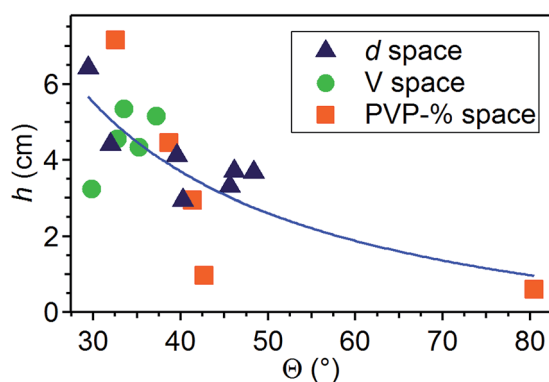 d space
V space
PVP-% space
6
4
2
0
h (cm)
30 40 50 60 70 80
Θ (°)